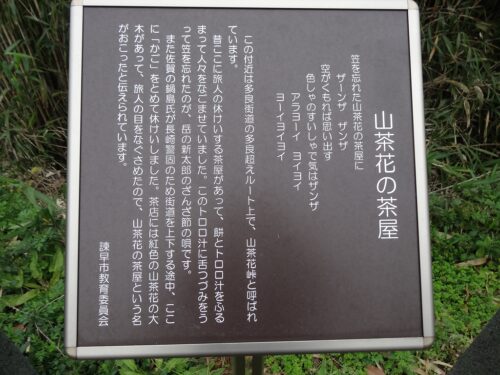 山茶花の茶屋
笠を忘れた山茶花の茶屋に
ザーンザ ザンザ
空がくもれば思い出す
色しゃのすいしゃで気はザンザ
アラヨーイ ヨイヨイ
ヨーイヨイヨイ
この付近は多良街道の多良超えルート上で、山茶花峠と呼ばれ
ています。
昔ここに旅人の休けいする茶屋があって、餅とトロロ汁をふる
まって人々をなごませていました。このトロロ汁に舌つづみをう
って笠を忘れたのが、岳の新太郎のざんざ節の唄です。
また佐賀の鍋島氏が長崎警固のため街道を上下する途中、ここ
に「かご」をとめて休けいしました。茶店には紅色の山茶花の大
木があって、旅人の目をなぐさめたので、山茶花の茶屋という名
がおこったと伝えられています。
諫早市教育委員会